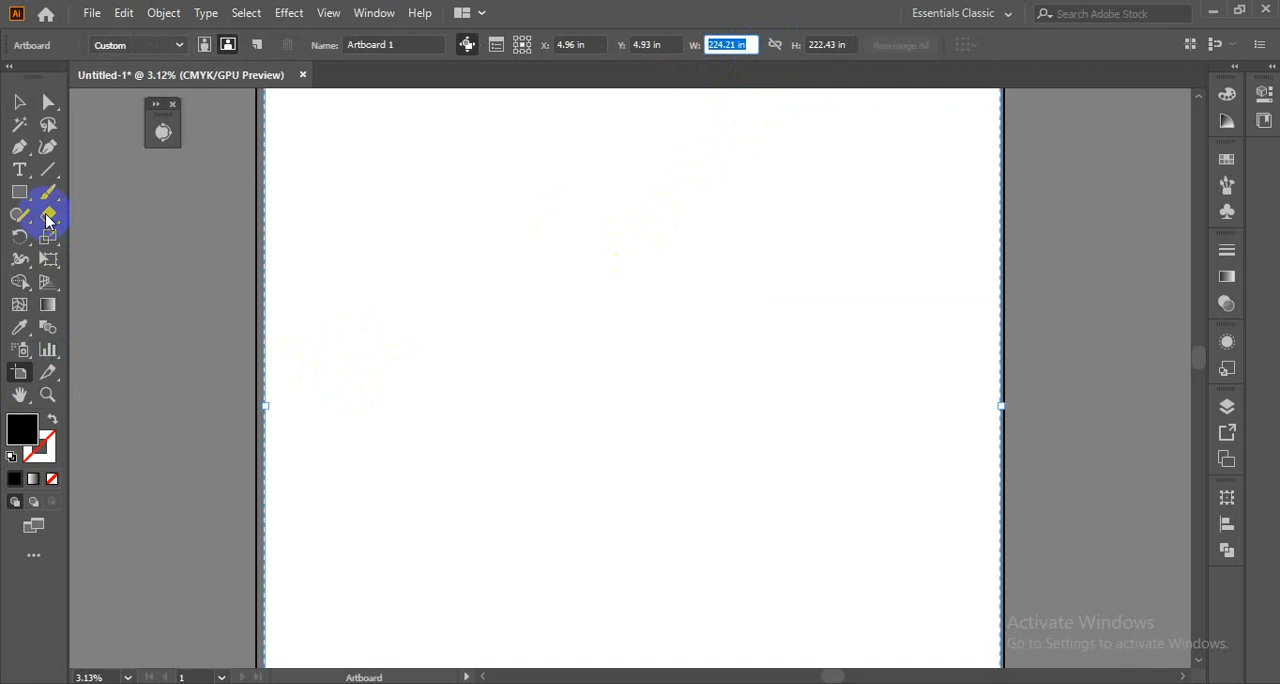 Ai File Edit Object Type Select Effect View Window Help Essentials Classic Search Adobe Stock
Artboard Custom Name: Artboard 1 X: 4.96 in Y: 4.93 in W: 224.21 in H: 222.43 in Rearrange All
Untitled-1* @ 3.12% (CMYK/GPU Preview)
Activate Windows
Go to Settings to activate Windows.
3.13% 1 Artboard